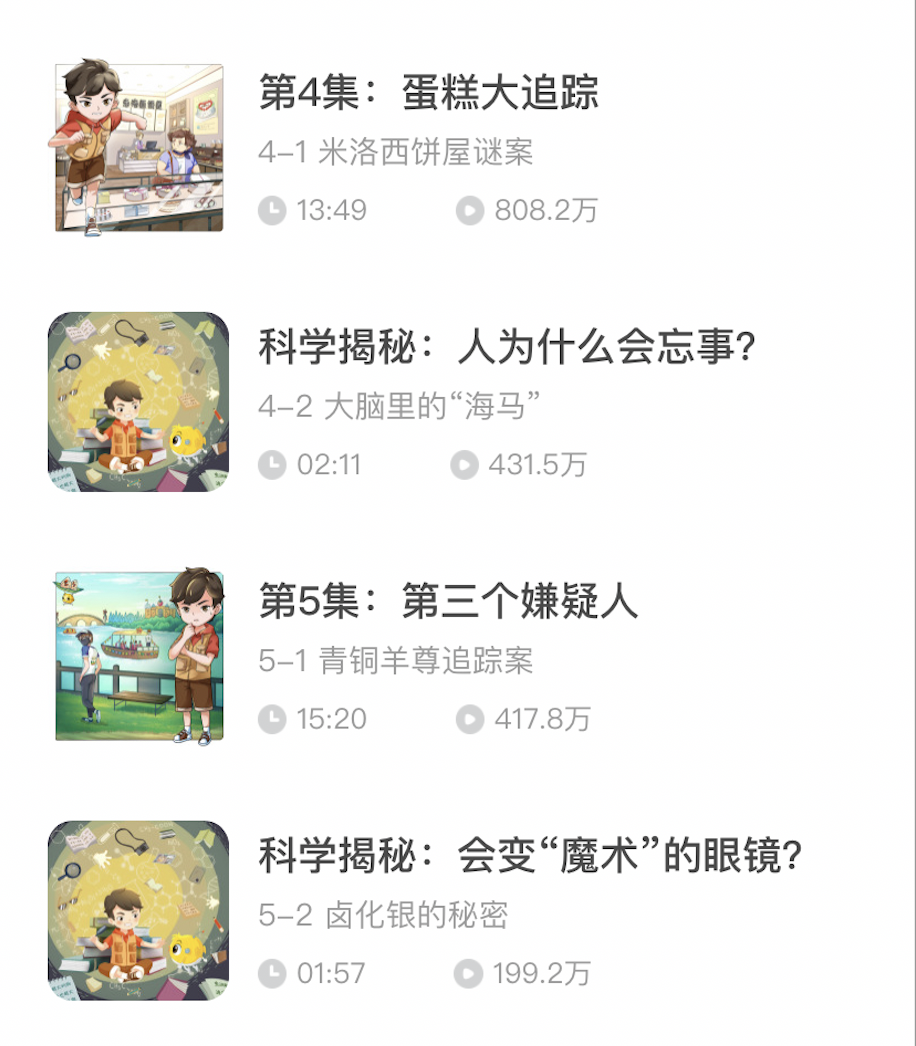 第4集：蛋糕大追踪
4-1 米洛西饼屋谜案
13:49 808.2万
科学揭秘：人为什么会忘事？
4-2 大脑里的“海马”
02:11 431.5万
第5集：第三个嫌疑人
5-1 青铜羊尊追踪案
15:20 417.8万
科学揭秘：会变“魔术”的眼镜？
5-2 卤化银的秘密
01:57 199.2万